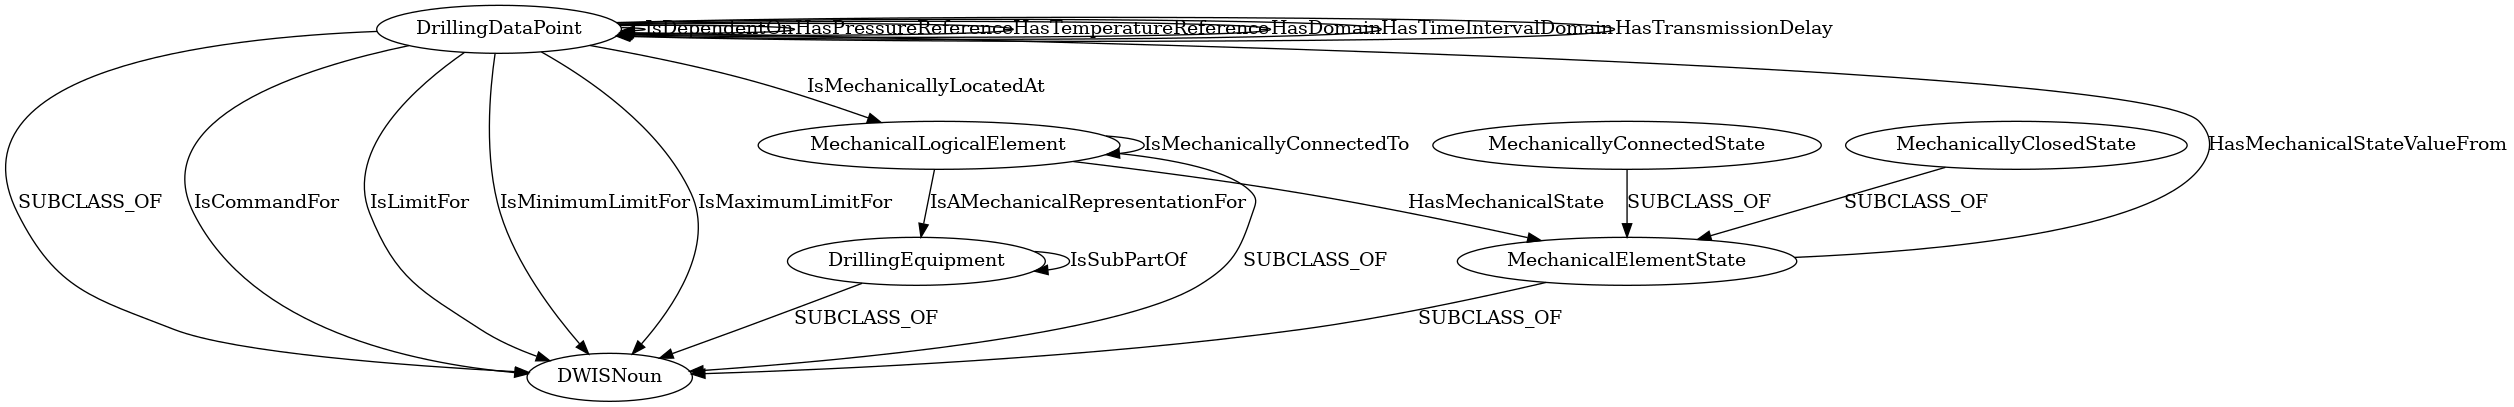 DrillingDataPoint
IsDependentOn
HasPressureReference
HasTemperatureReference
HasDomain
HasTimeIntervalDomain
HasTransmissionDelay
IsMechanicallyLocatedAt
MechanicalLogicalElement
IsMechanicallyConnectedTo
MechanicallyConnectedState
MechanicallyClosedState
HasMechanicalStateValueFrom
SUBCLASS_OF
IsCommandFor
IsLimitFor
IsMinimumLimitFor
IsMaximumLimitFor
IsAMechanicalRepresentationFor
HasMechanicalState
SUBCLASS_OF
SUBCLASS_OF
DrillingEquipment
IsSubPartOf
SUBCLASS_OF
MechanicalElementState
SUBCLASS_OF
SUBCLASS_OF
DWISNoun